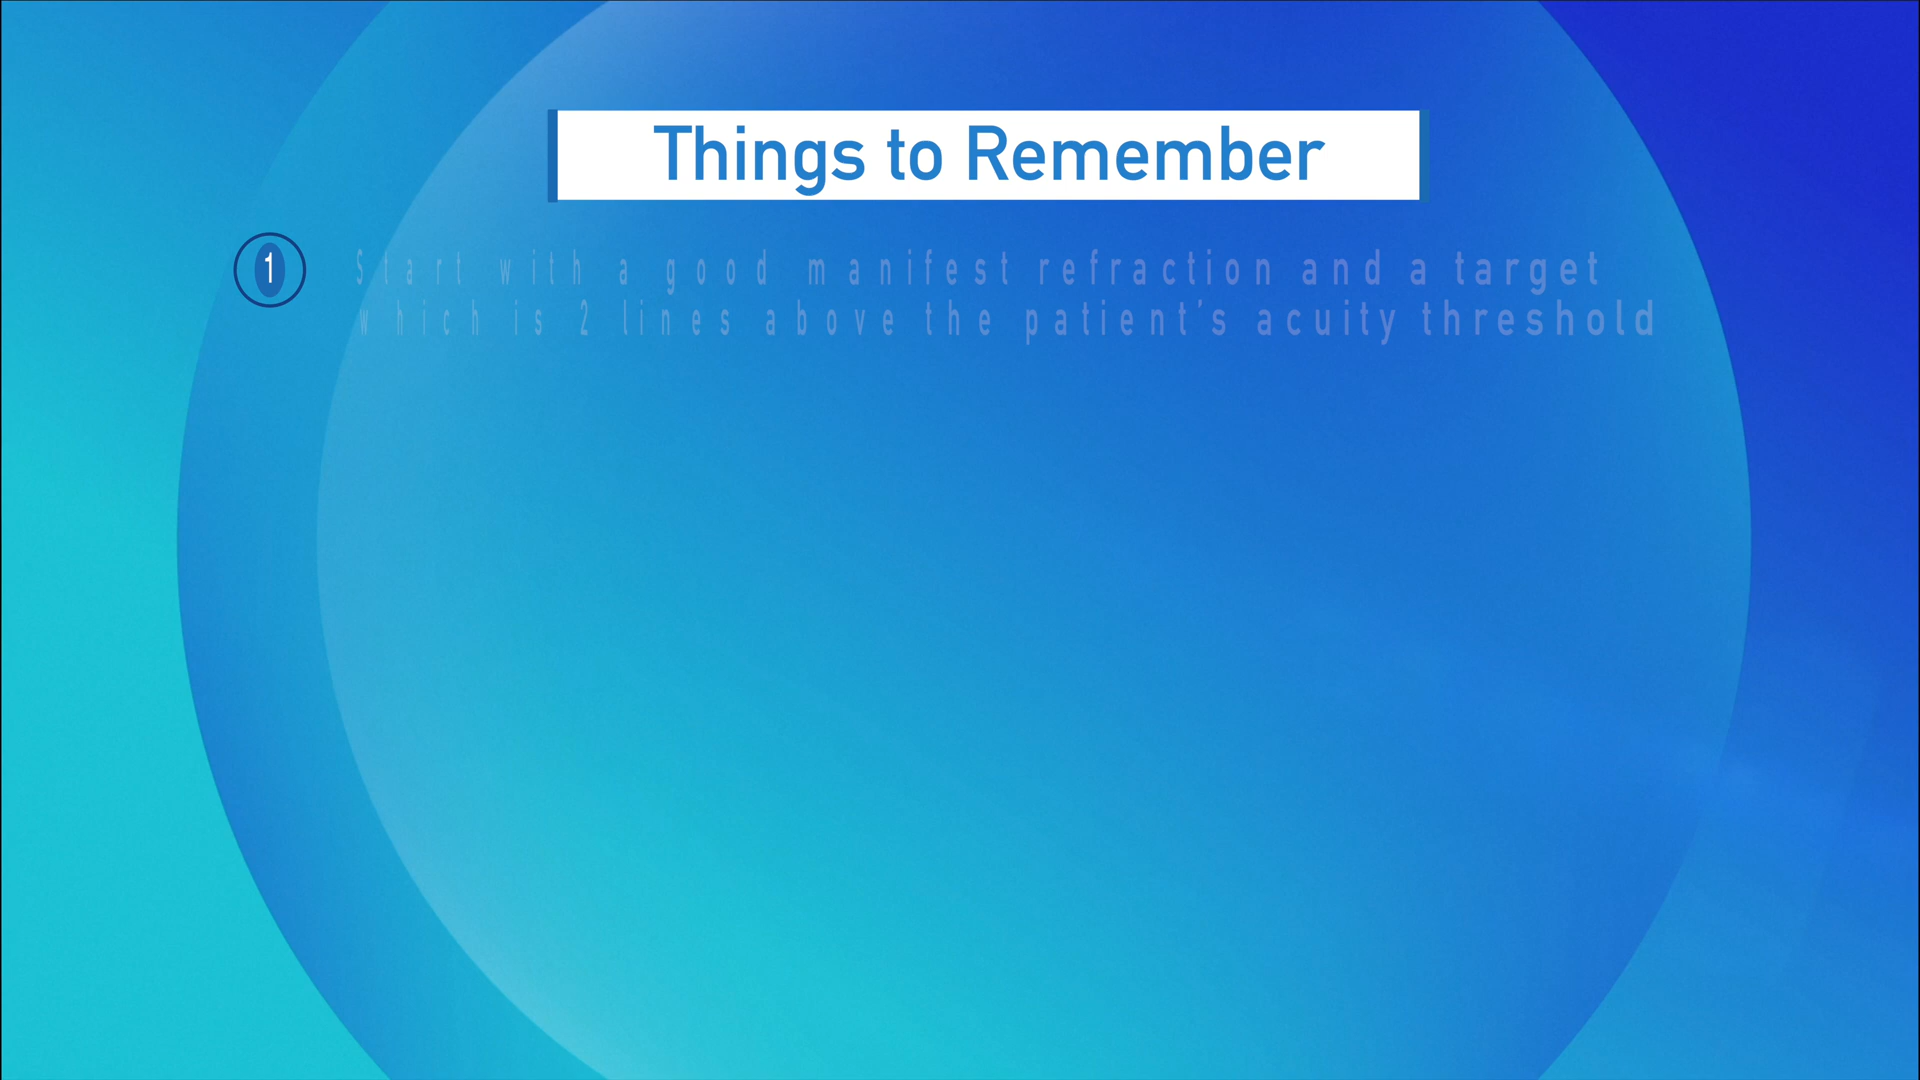 Things to Remember
1 Start with a good manifest refraction and a target
which is 2 lines above the patient's acuity threshold